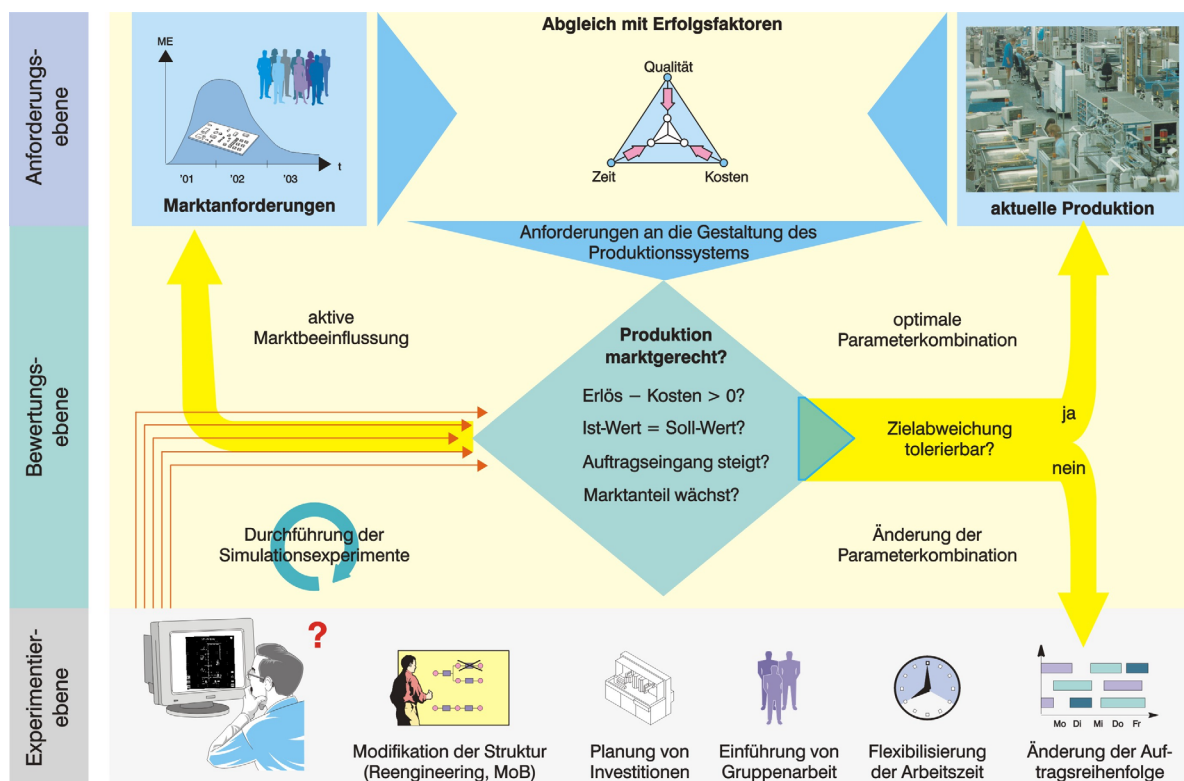 Anforderungs-
ebene
Bewertungs-
ebene
Experimentier-
ebene
ME
t
'01
'02
'03
Marktanforderungen
Abgleich mit Erfolgsfaktoren
Qualität
Zeit
Kosten
aktuelle Produktion
Anforderungen an die Gestaltung des
Produktionssystems
aktive
Marktbeeinflussung
Produktion
marktgerecht?
Erlös – Kosten > 0?
Ist-Wert = Soll-Wert?
Auftragseingang steigt?
Marktanteil wächst?
optimale
Parameterkombination
Zielabweichung
tolerierbar?
ja
nein
Änderung der
Parameterkombination
Durchführung der
Simulationsexperimente
?
Modifikation der Struktur
(Reengineering, MoB)
Planung von
Investitionen
Einführung von
Gruppenarbeit
Flexibilisierung
der Arbeitszeit
Mo Di Mi Do Fr
Änderung der Auf-
tragsreihenfolge